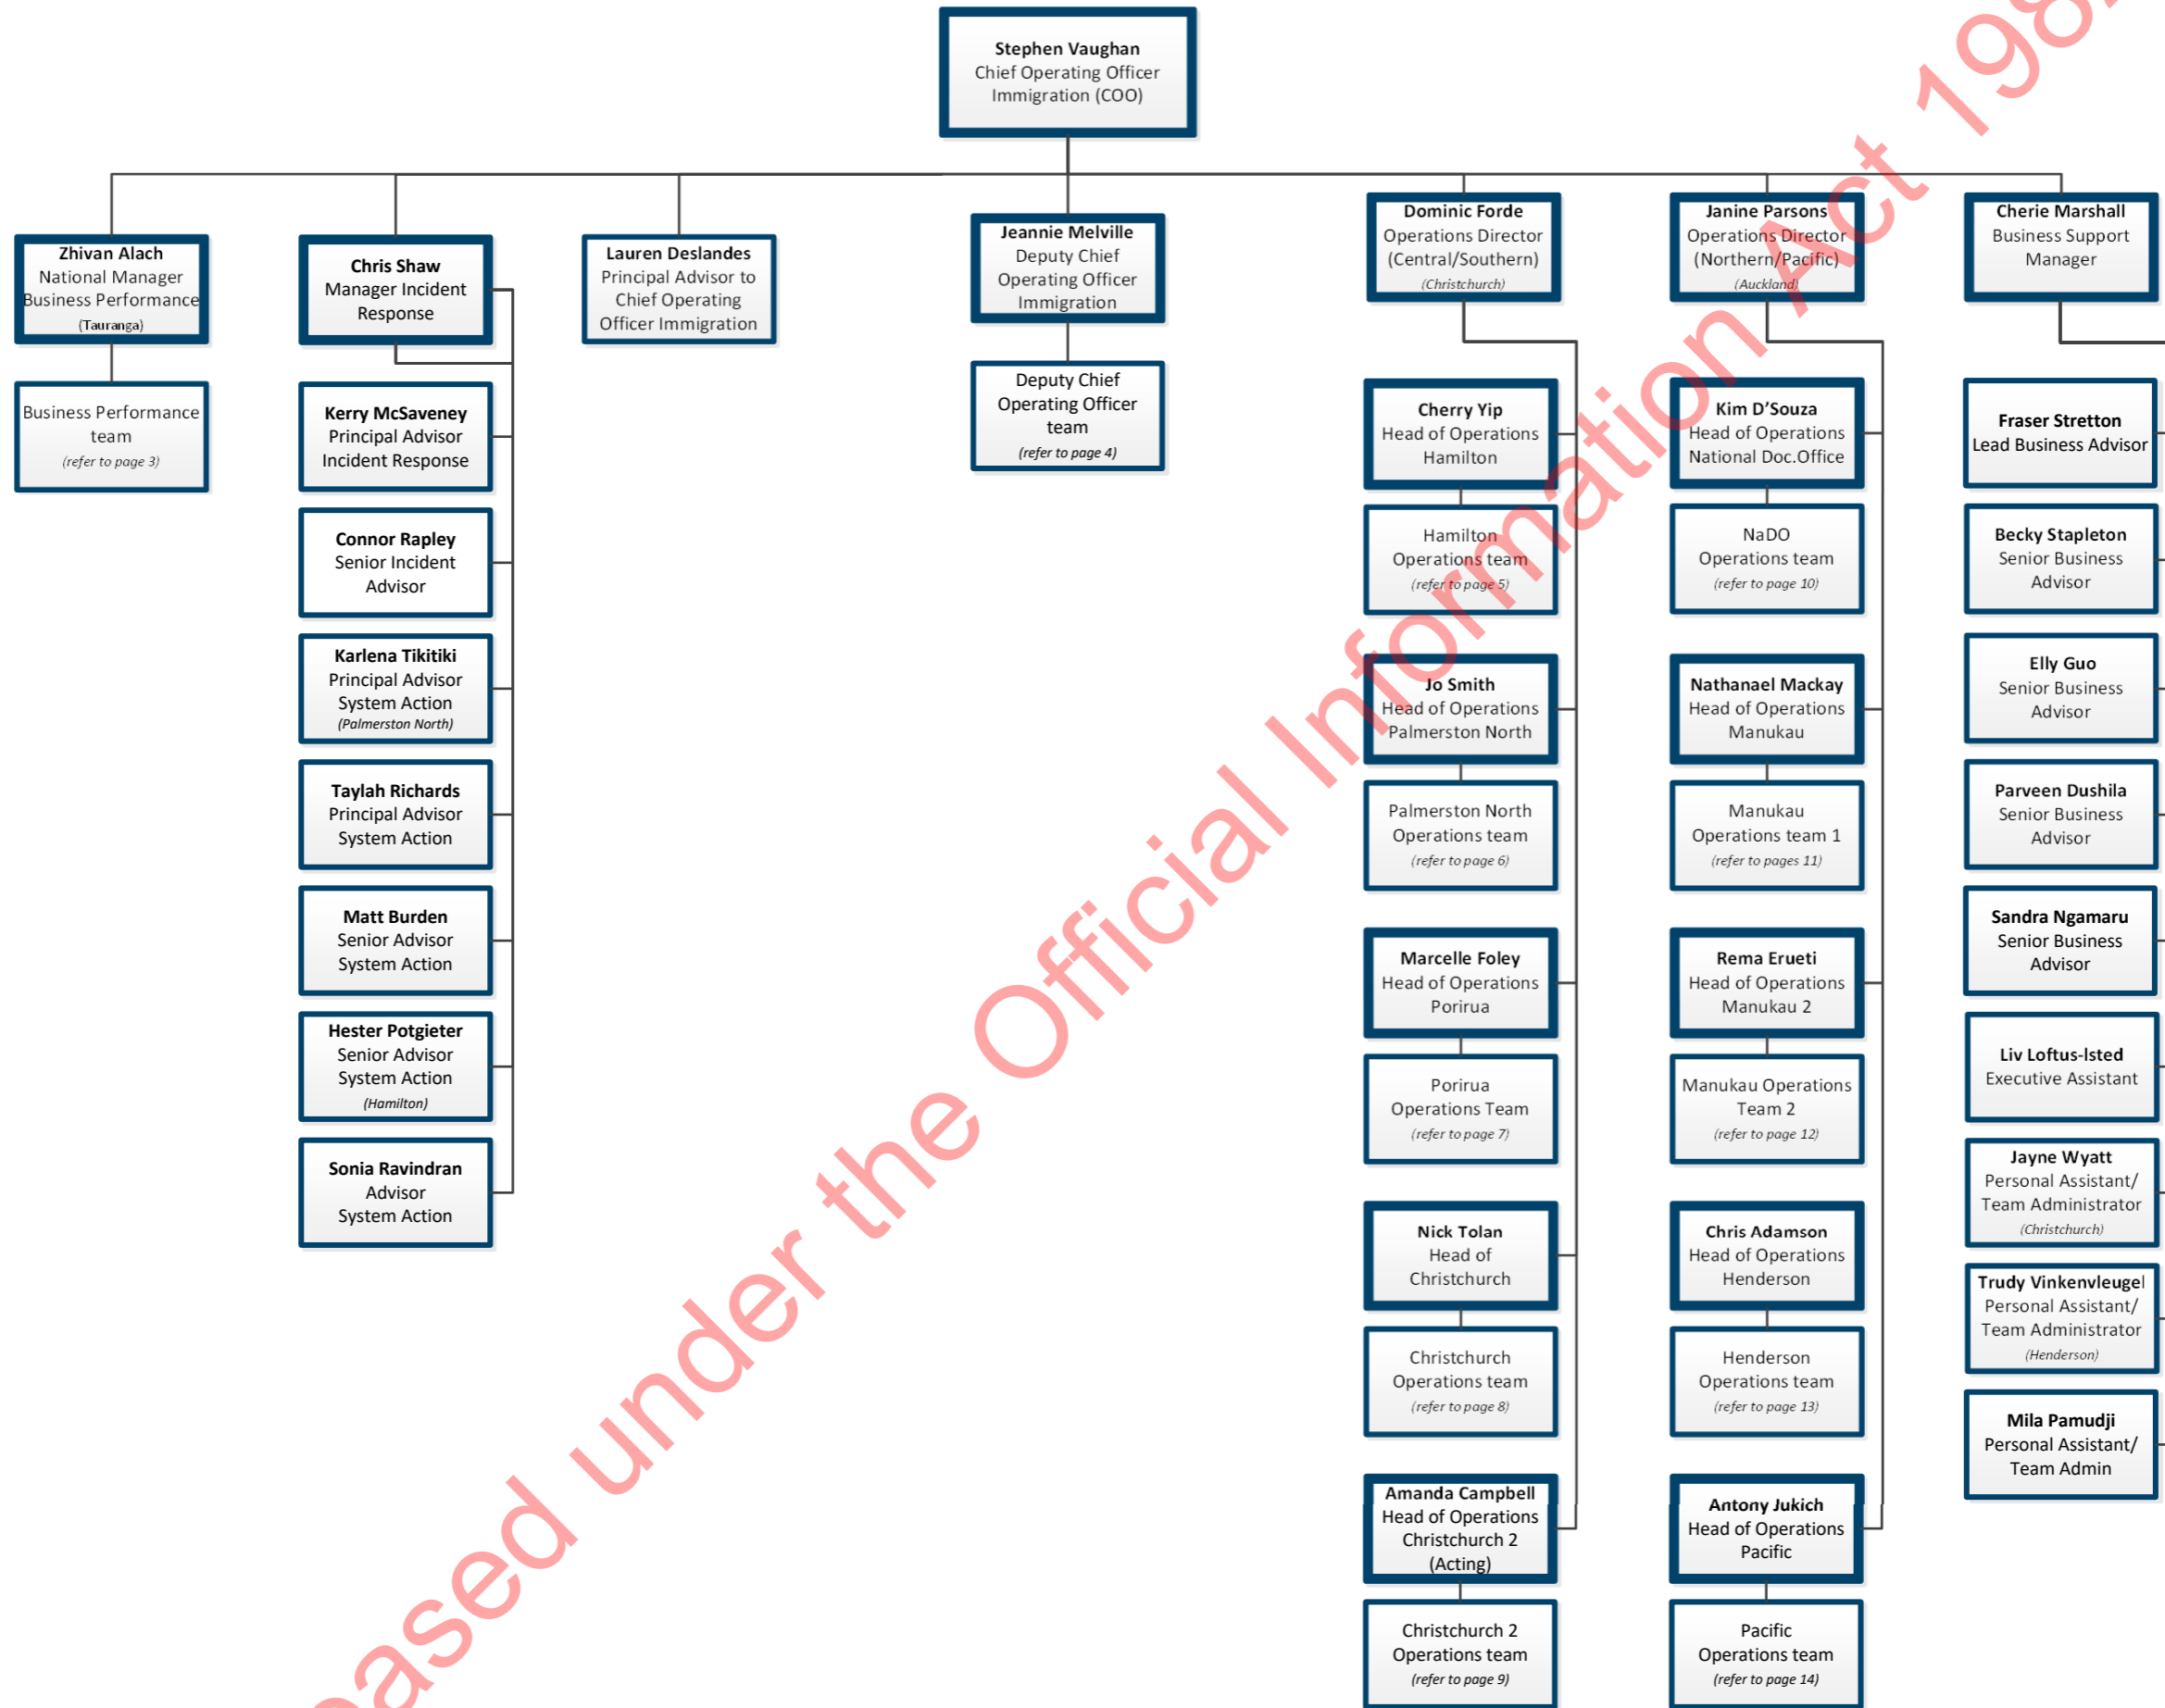 Stephen Vaughan
Chief Operating Officer
Immigration (COO)
Zhivan Alach
National Manager
Business Performance
(Tauranga)
Business Performance
team
(refer to page 3)
Chris Shaw
Manager Incident
Response
Kerry McSaveney
Principal Advisor
Incident Response
Connor Rapley
Senior Incident
Advisor
Karlena Tikitiki
Principal Advisor
System Action
(Palmerston North)
Taylah Richards
Principal Advisor
System Action
Matt Burden
Senior Advisor
System Action
Hester Potgieter
Senior Advisor
System Action
(Hamilton)
Sonia Ravindran
Advisor
System Action
Lauren Deslandes
Principal Advisor to
Chief Operating
Officer Immigration
Jeannie Melville
Deputy Chief
Operating Officer
Immigration
Deputy Chief
Operating Officer
team
(refer to page 4)
Dominic Forde
Operations Director
(Central/Southern)
(Christchurch)
Cherry Yip
Head of Operations
Hamilton
Hamilton
Operations team
(refer to page 5)
Jo Smith
Head of Operations
Palmerston North
Palmerston North
Operations team
(refer to page 6)
Marcelle Foley
Head of Operations
Porirua
Porirua
Operations Team
(refer to page 7)
Nick Tolan
Head of
Christchurch
Christchurch
Operations team
(refer to page 8)
Amanda Campbell
Head of Operations
Christchurch 2
(Acting)
Christchurch 2
Operations team
(refer to page 9)
Janine Parsons
Operations Director
(Northern/Pacific)
(Auckland)
Kim D'Souza
Head of Operations
National Doc.Office
NaDO
Operations team
(refer to page 10)
Nathanael Mackay
Head of Operations
Manukau
Manukau
Operations team 1
(refer to pages 11)
Rema Erueti
Head of Operations
Manukau 2
Manukau Operations
Team 2
(refer to page 12)
Chris Adamson
Head of Operations
Henderson
Henderson
Operations team
(refer to page 13)
Antony Jukich
Head of Operations
Pacific
Pacific
Operations team
(refer to page 14)
Cherie Marshall
Business Support
Manager
Fraser Stretton
Lead Business Advisor
Becky Stapleton
Senior Business
Advisor
Elly Guo
Senior Business
Advisor
Parveen Dushila
Senior Business
Advisor
Sandra Ngamaru
Senior Business
Advisor
Liv Loftus-Isted
Executive Assistant
Jayne Wyatt
Personal Assistant/
Team Administrator
(Christchurch)
Trudy Vinkenvleugel
Personal Assistant/
Team Administrator
(Henderson)
Mila Pamudji
Personal Assistant/
Team Admin
under the Official Information Act